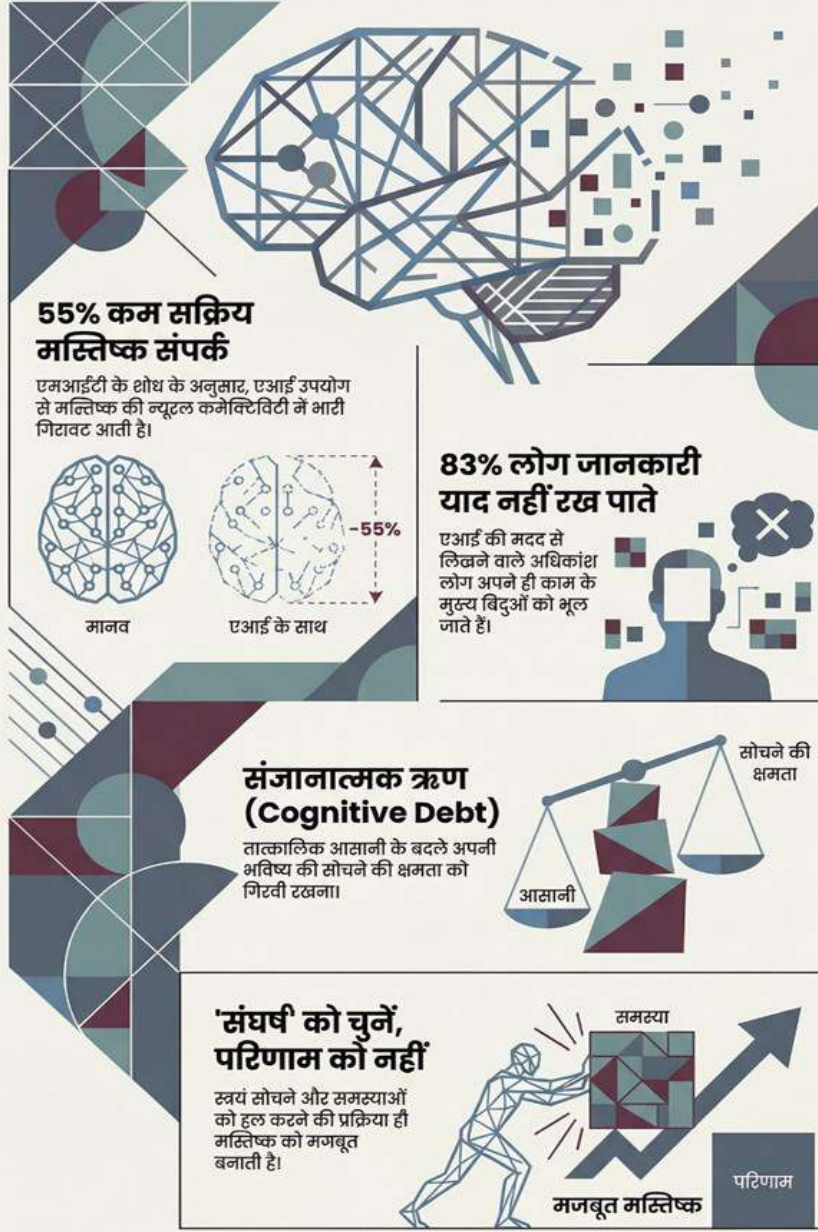 55% कम सक्रिय
मस्तिष्क संपर्क
एमआईटी के शोध के अनुसार, एआई उपयोग
से मस्तिष्क की न्यूरल कमेक्टिविटी में भारी
गिरावट आती है।
-55%
मानव
एआई के साथ
83% लोग जानकारी
याद नहीं रख पाते
एआई की मदद से
लिखने वाले अधिकांश
लोग अपने ही काम के
मुख्य बिदुओं को भूल
जाते हैं।
संजानात्मक ऋण
(Cognitive Debt)
तात्कालिक आसानी के बदले अपनी
भविष्य की सोचने की क्षमता को
गिरवी रखना।
सोचने की
क्षमता
आसानी
'संघर्ष' को चुनें,
परिणाम को नहीं
स्वयं सोचने और समस्याओं
को हल करने की प्रक्रिया ही
मस्तिष्क को मगबूत
बनाती है।
समस्या
मजबूत मस्तिष्क
परिणाम